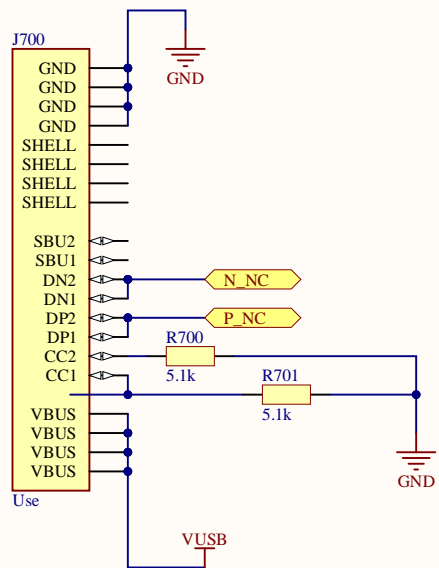 J700
GND
GND
GND
GND
GND
SHELL
SHELL
SHELL
SHELL
SBU2
SBU1
DN2
N_NC
DN1
DP2
P_NC
DP1
R700
CC2
5.1k
CC1
R701
5.1k
VBUS
VBUS
VBUS
VBUS
GND
Use
VUSB